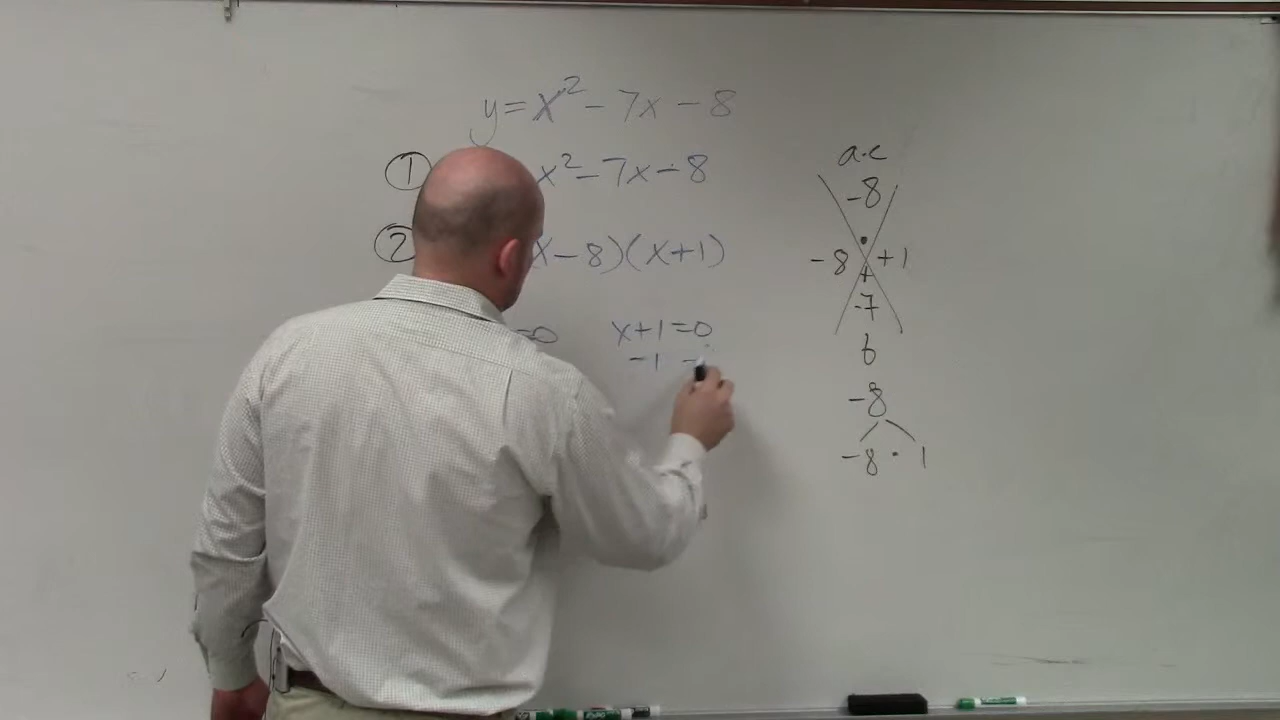 y = x² - 7x - 8
① x² - 7x - 8
② x - 8)(x + 1)
=0 x + 1 = 0
-1 -
a·c
-8
·
-8 +1
+
-7
b
-8
-8 · 1